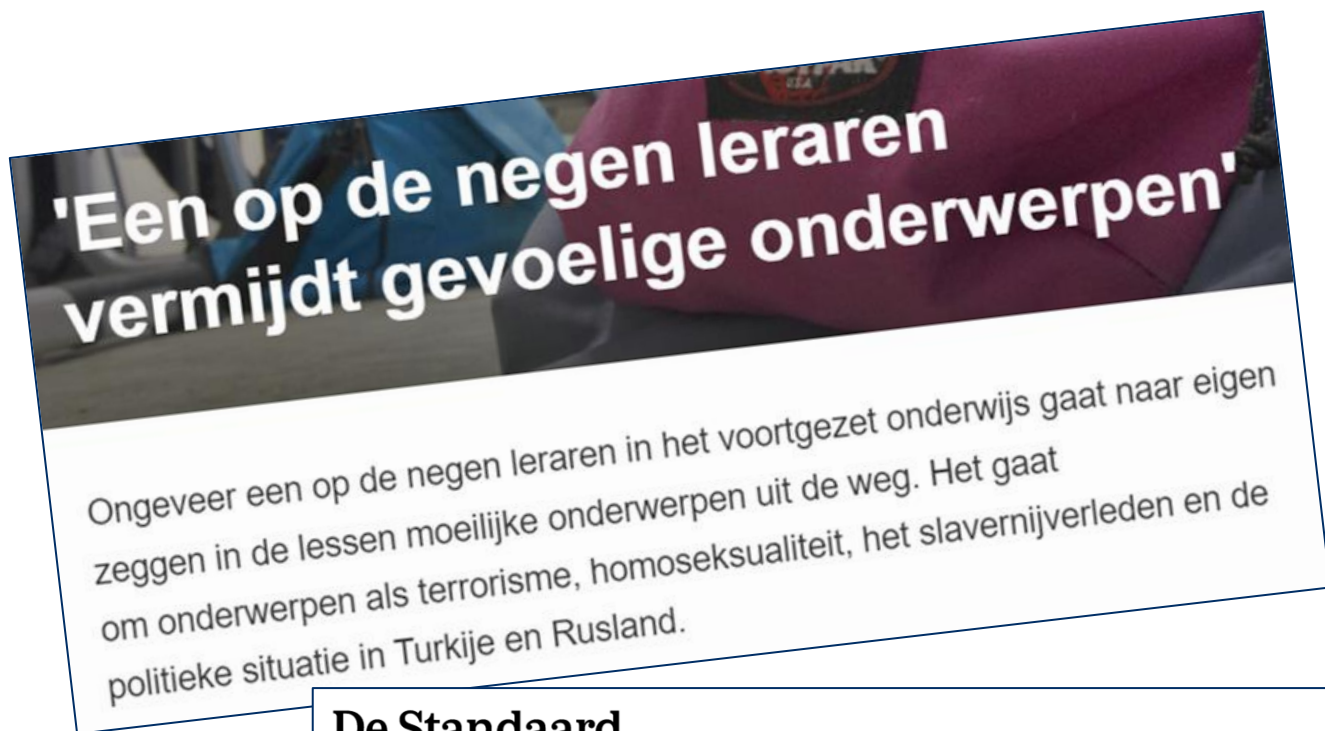 'Een op de negen leraren
vermijdt gevoelige onderwerpen'
Ongeveer een op de negen leraren in het voortgezet onderwijs gaat naar eigen
zeggen in de lessen moeilijke onderwerpen uit de weg. Het gaat
om onderwerpen als terrorisme, homoseksualiteit, het slavernijverleden en de
politieke situatie in Turkije en Rusland.
De Standaard